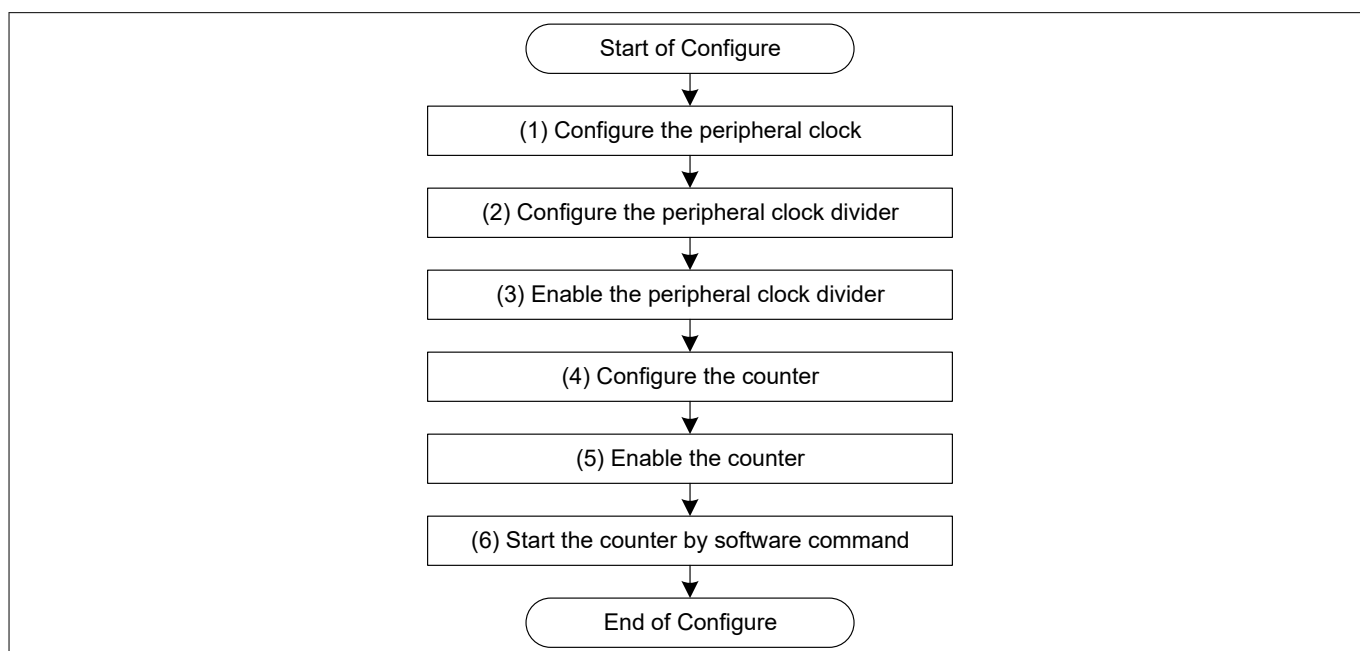 Start of Configure
(1) Configure the peripheral clock
(2) Configure the peripheral clock divider
(3) Enable the peripheral clock divider
(4) Configure the counter
(5) Enable the counter
(6) Start the counter by software command
End of Configure